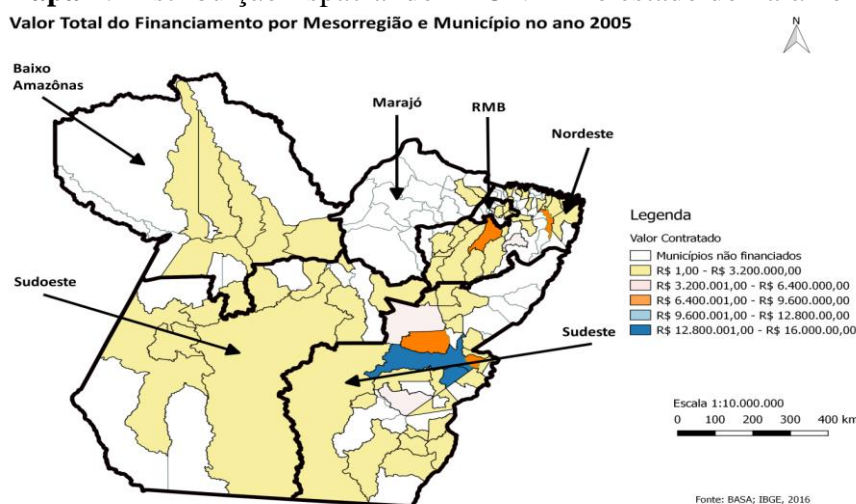 Valor Total do Financiamento por Mesorregião e Município no ano 2005
N
Baixo
Amazônas
Marajó
RMB
Nordeste
Sudoeste
Sudeste
Legenda
Valor Contratado
Municípios não financiados
R$ 1,00 - R$ 3.200.000,00
R$ 3.200.001,00 - R$ 6.400.000,00
R$ 6.400.001,00 - R$ 9.600.000,00
R$ 9.600.001,00 - R$ 12.800.00,00
R$ 12.800.001,00 - R$ 16.000.00,00
Escala 1:10.000.000
0 100 200 300 400 km
Fonte: BASA; IBGE, 2016